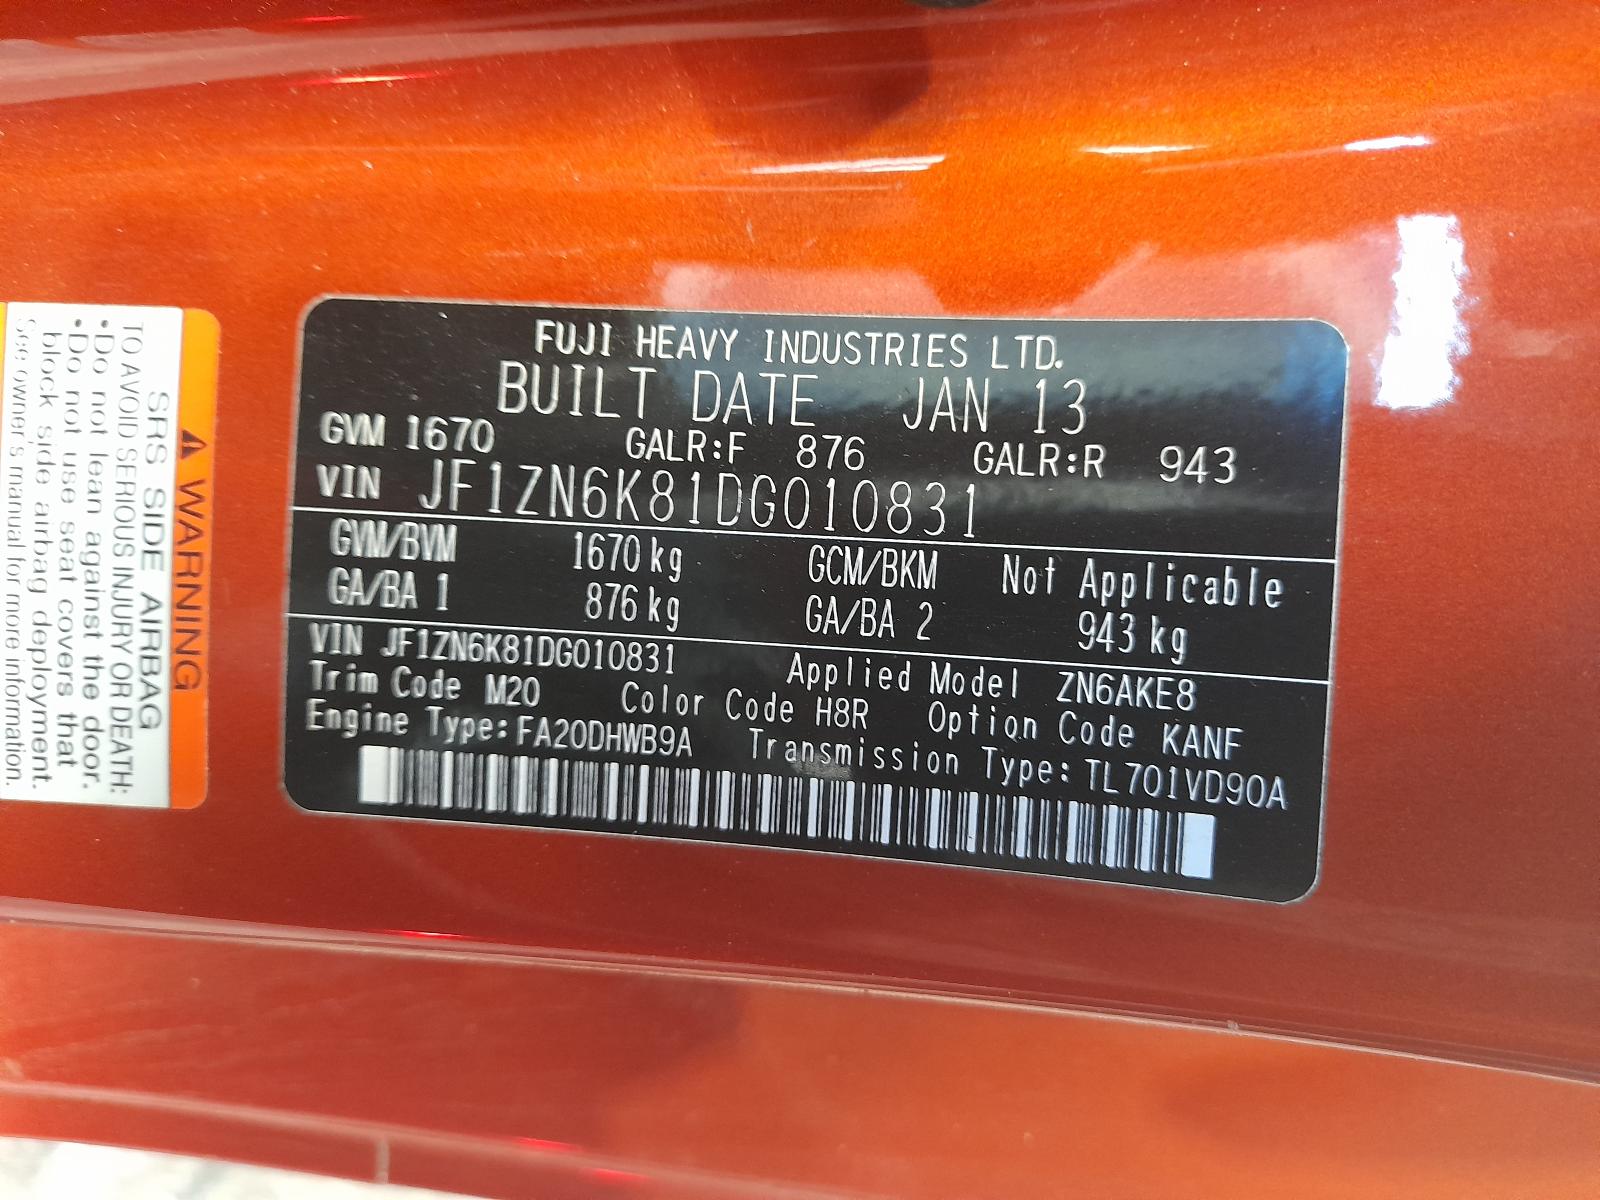 FUJI HEAVY INDUSTRIES LTD.
BUILT DATE JAN 13
GVM 1670 GALR:F 876 GALR:R 943
VIN JF1ZN6K81DG010831
GVM/BVM 1670 kg GCM/BKM Not Applicable
GA/BA 1 876 kg GA/BA 2 943 kg
VIN JF1ZN6K81DG010831 Applied Model ZN6AKE8
Trim Code M20 Color Code H8R Option Code KANF
Engine Type: FA20DHWB9A Transmission Type: TL701VD90A
WARNING
SRS SIDE AIRBAG
TO AVOID SERIOUS INJURY OR DEATH:
•Do not lean against the door.
•Do not use seat covers that
block side airbag deployment.
See owner's manual for more information.